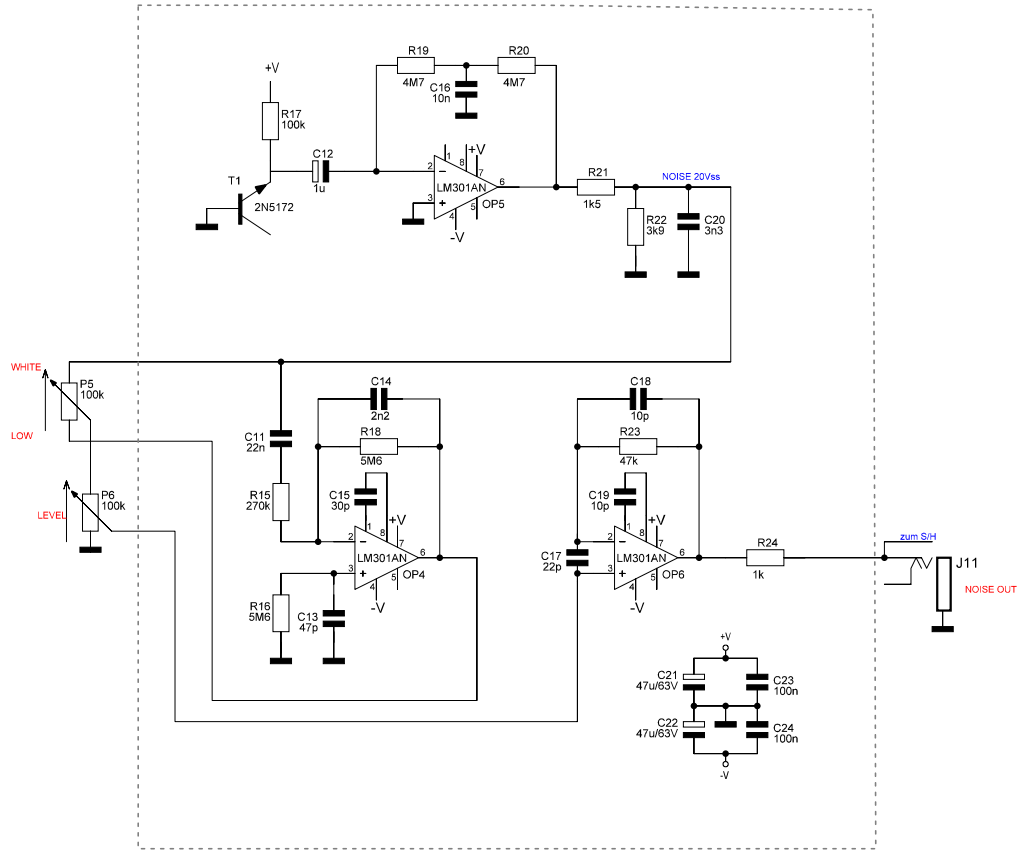 R19
R20
4M7
4M7
C16
10n
+V
R17
100k
C12
1u
T1
2N5172
1
8
+V
7
2
LM301AN
6
3
4
5
OP5
-V
R21
1k5
NOISE 20Vss
R22
3k9
C20
3n3
WHITE
P5
100k
LOW
LEVEL
P6
100k
C11
22n
R15
270k
C14
2n2
R18
5M6
C15
30p
1
8
+V
7
2
LM301AN
6
3
4
5
OP4
-V
R16
5M6
C13
47p
C18
10p
R23
47k
C19
10p
C17
22p
1
8
+V
7
2
LM301AN
6
3
4
5
OP6
-V
R24
1k
zum S/H
J11
NOISE OUT
+V
C21
47u/63V
C23
100n
C22
47u/63V
C24
100n
-V